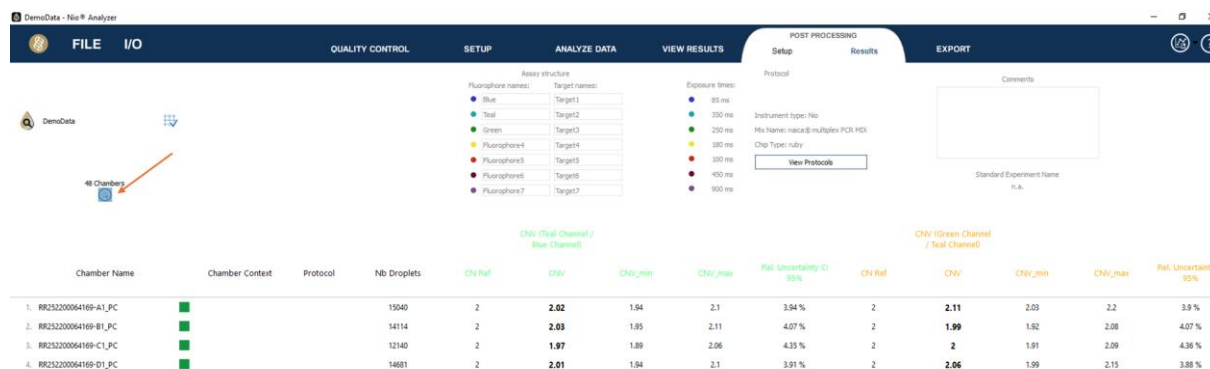 DemoData - Nio® Analyzer
FILE I/O QUALITY CONTROL SETUP ANALYZE DATA VIEW RESULTS POST PROCESSING Setup Results EXPORT
Assay structure
Fluorophore names: Target names: Exposure times: Protocol Comments
Blue Target1 85 ms
Teal Target2 350 ms Instrument type: Nio
DemoData
Green Target3 250 ms Mix Name: naica® multiplex PCR MIX
Fluorophore4 Target4 180 ms Chip Type: ruby
Fluorophore5 Target5 100 ms View Protocols
Fluorophore6 Target6 450 ms Standard Experiment Name
48 Chambers
Fluorophore7 Target7 900 ms n.a.
CNV (Teal Channel / Blue Channel) CNV (Green Channel / Teal Channel)
Chamber Name Chamber Context Protocol Nb Droplets CN Ref CNV CNV_min CNV_max Rel. Uncertainty CI 95% CN Ref CNV CNV_min CNV_max Rel. Uncertaint 95%
1. RR252200064169-A1_PC 15040 2 2.02 1.94 2.1 3.94 % 2 2.11 2.03 2.2 3.9 %
2. RR252200064169-B1_PC 14114 2 2.03 1.95 2.11 4.07 % 2 1.99 1.92 2.08 4.07 %
3. RR252200064169-C1_PC 12140 2 1.97 1.89 2.06 4.35 % 2 2 1.91 2.09 4.36 %
4. RR252200064169-D1_PC 14681 2 2.01 1.94 2.1 3.91 % 2 2.06 1.99 2.15 3.88 %